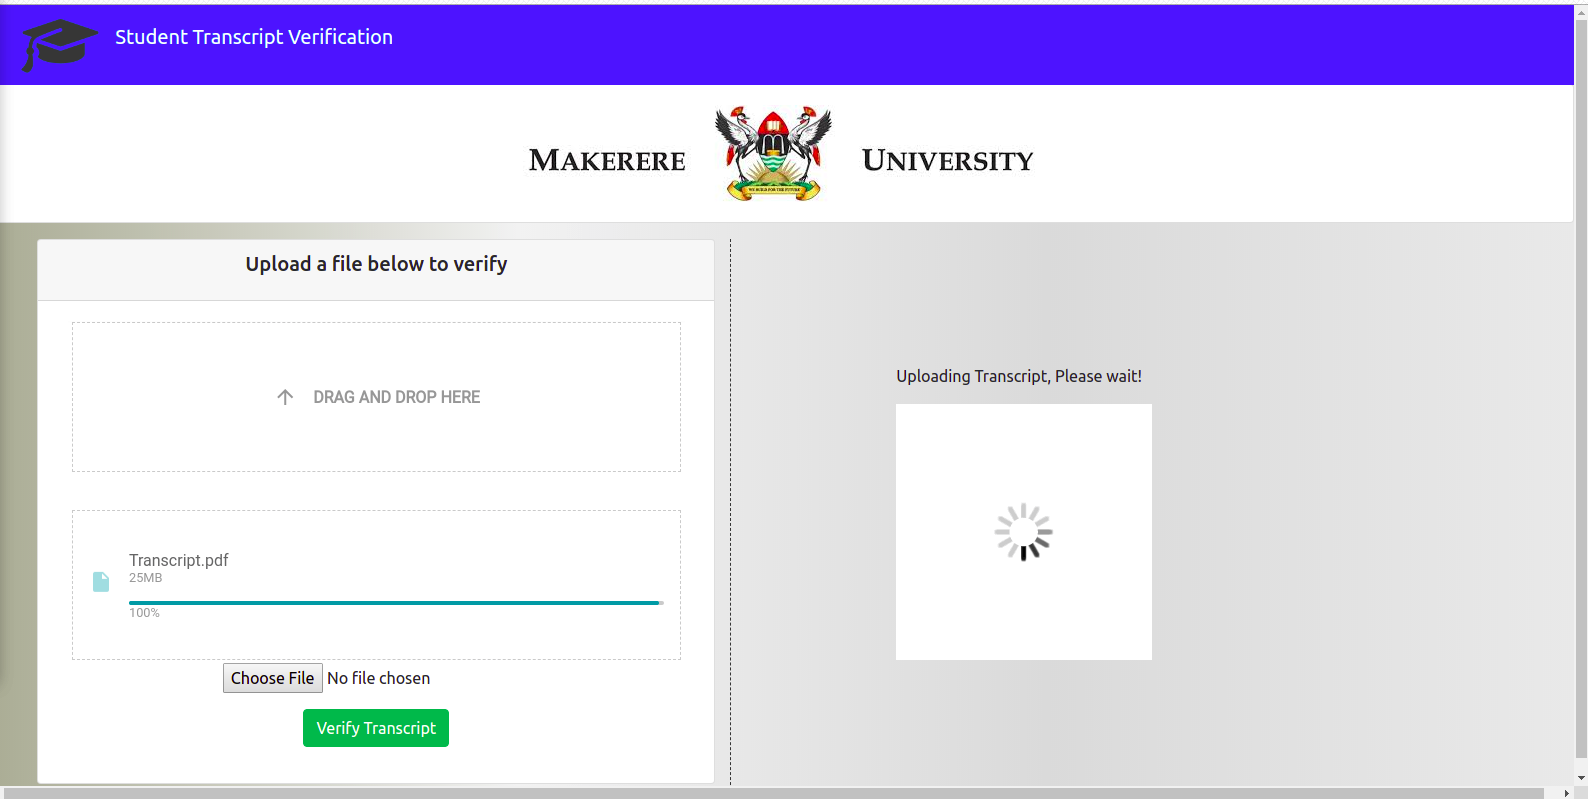 Student Transcript Verification
MAKERERE UNIVERSITY
WE BUILD FOR THE FUTURE
Upload a file below to verify
DRAG AND DROP HERE
Transcript.pdf
25MB
100%
Choose File No file chosen
Verify Transcript
Uploading Transcript, Please wait!